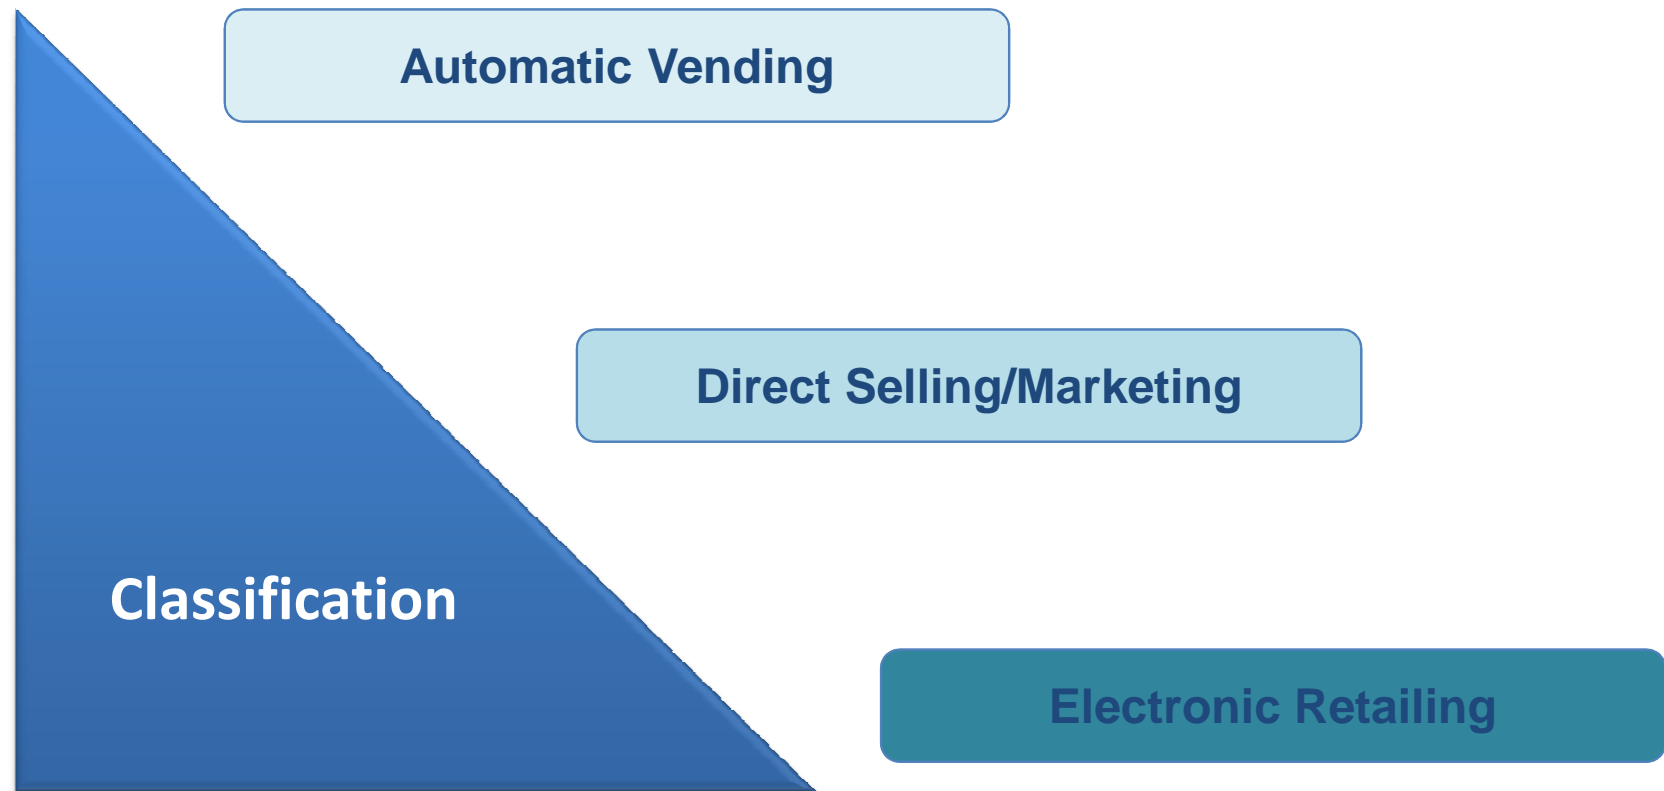 Automatic Vending
Direct Selling/Marketing
Classification
Electronic Retailing